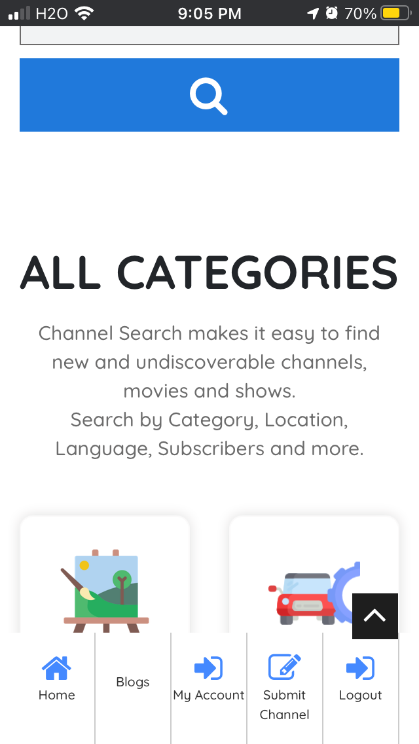 H2O 9:05 PM 70%
ALL CATEGORIES
Channel Search makes it easy to find
new and undiscoverable channels,
movies and shows.
Search by Category, Location,
Language, Subscribers and more.
Home
Blogs
My Account
Submit
Channel
Logout